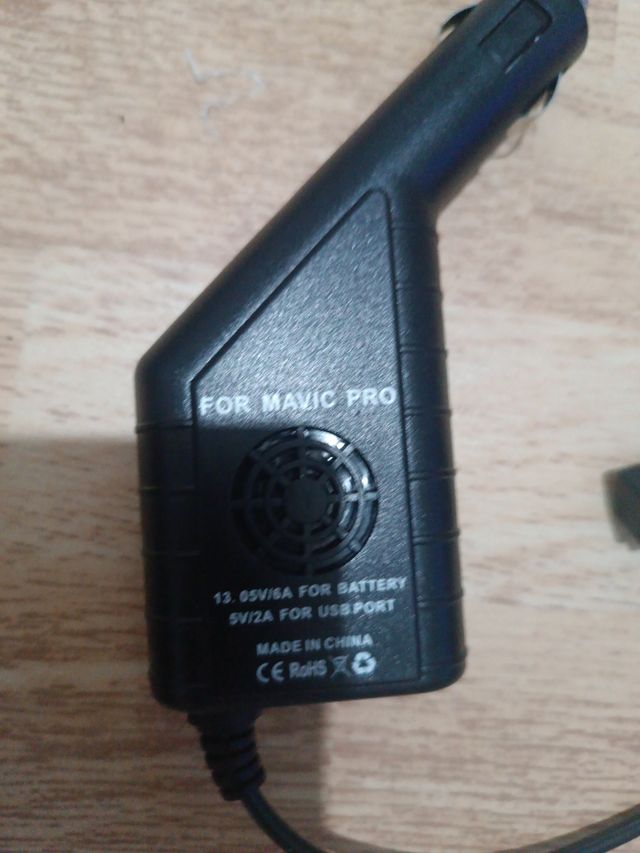 FOR MAVIC PRO
13.05V/6A FOR BATTERY
5V/2A FOR USB PORT
MADE IN CHINA
CE RoHS